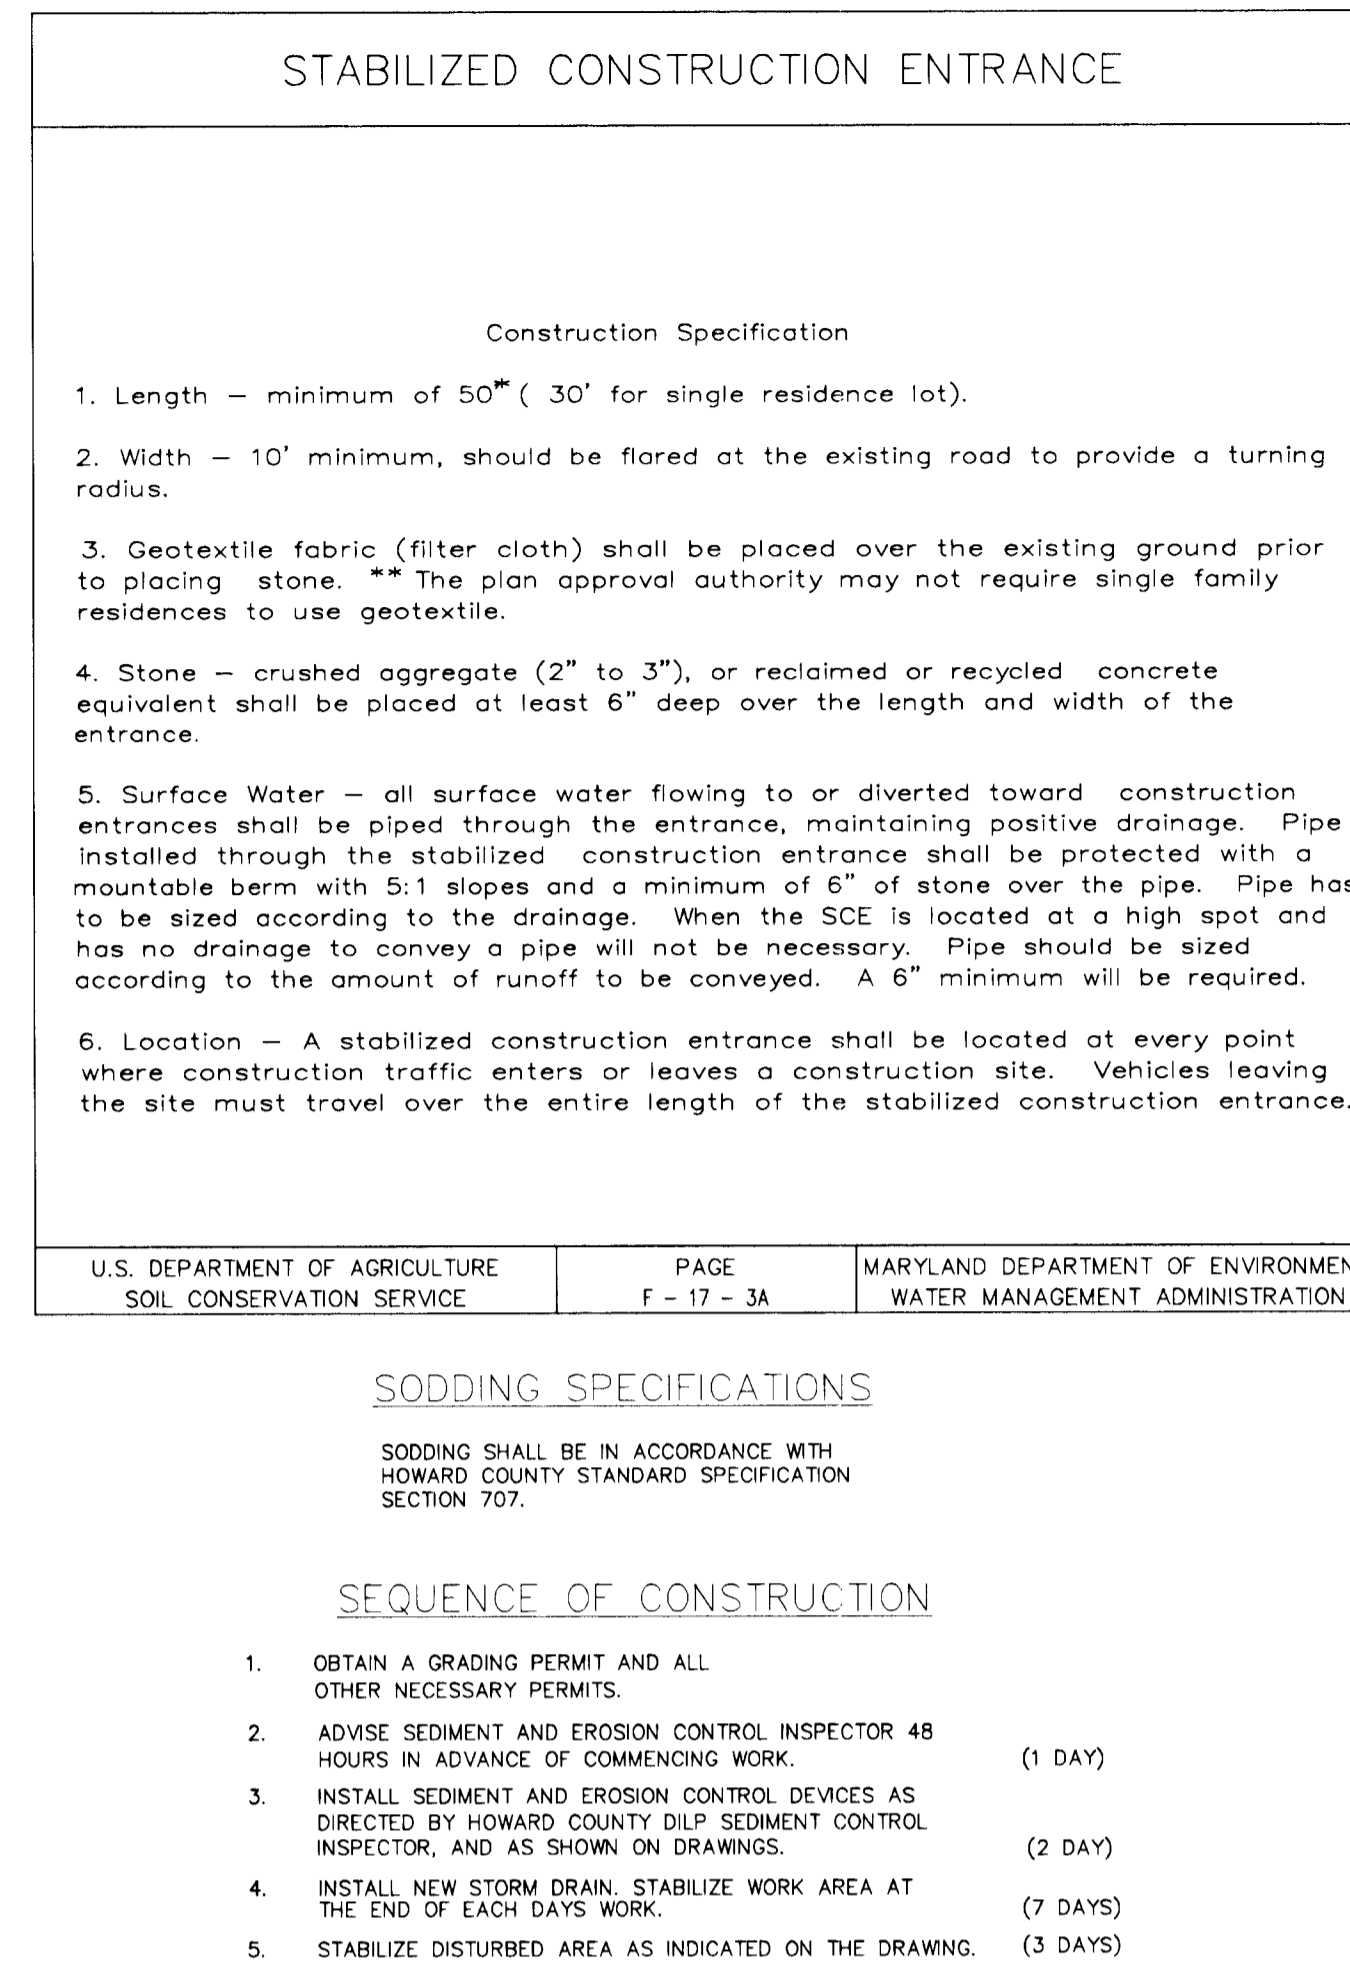 STABILIZED CONSTRUCTION ENTRANCE
Construction Specification
1. Length — minimum of 50* ( 30' for single residence lot).
2. Width — 10' minimum, should be flared at the existing road to provide a turning
radius.
3. Geotextile fabric (filter cloth) shall be placed over the existing ground prior
to placing stone. ** The plan approval authority may not require single family
residences to use geotextile.
4. Stone — crushed aggregate (2" to 3"), or reclaimed or recycled concrete
equivalent shall be placed at least 6" deep over the length and width of the
entrance.
5. Surface Water — all surface water flowing to or diverted toward construction
entrances shall be piped through the entrance, maintaining positive drainage. Pipe
installed through the stabilized construction entrance shall be protected with a
mountable berm with 5:1 slopes and a minimum of 6" of stone over the pipe. Pipe has
to be sized according to the drainage. When the SCE is located at a high spot and
has no drainage to convey a pipe will not be necessary. Pipe should be sized
according to the amount of runoff to be conveyed. A 6" minimum will be required.
6. Location — A stabilized construction entrance shall be located at every point
where construction traffic enters or leaves a construction site. Vehicles leaving
the site must travel over the entire length of the stabilized construction entrance.
U.S. DEPARTMENT OF AGRICULTURE
SOIL CONSERVATION SERVICE
PAGE
F – 17 – 3A
MARYLAND DEPARTMENT OF ENVIRONMEN
WATER MANAGEMENT ADMINISTRATION
SODDING SPECIFICATIONS
SODDING SHALL BE IN ACCORDANCE WITH
HOWARD COUNTY STANDARD SPECIFICATION
SECTION 707.
SEQUENCE OF CONSTRUCTION
1. OBTAIN A GRADING PERMIT AND ALL
OTHER NECESSARY PERMITS.
2. ADVISE SEDIMENT AND EROSION CONTROL INSPECTOR 48
HOURS IN ADVANCE OF COMMENCING WORK. (1 DAY)
3. INSTALL SEDIMENT AND EROSION CONTROL DEVICES AS
DIRECTED BY HOWARD COUNTY DILP SEDIMENT CONTROL
INSPECTOR, AND AS SHOWN ON DRAWINGS. (2 DAY)
4. INSTALL NEW STORM DRAIN. STABILIZE WORK AREA AT
THE END OF EACH DAYS WORK. (7 DAYS)
5. STABILIZE DISTURBED AREA AS INDICATED ON THE DRAWING. (3 DAYS)